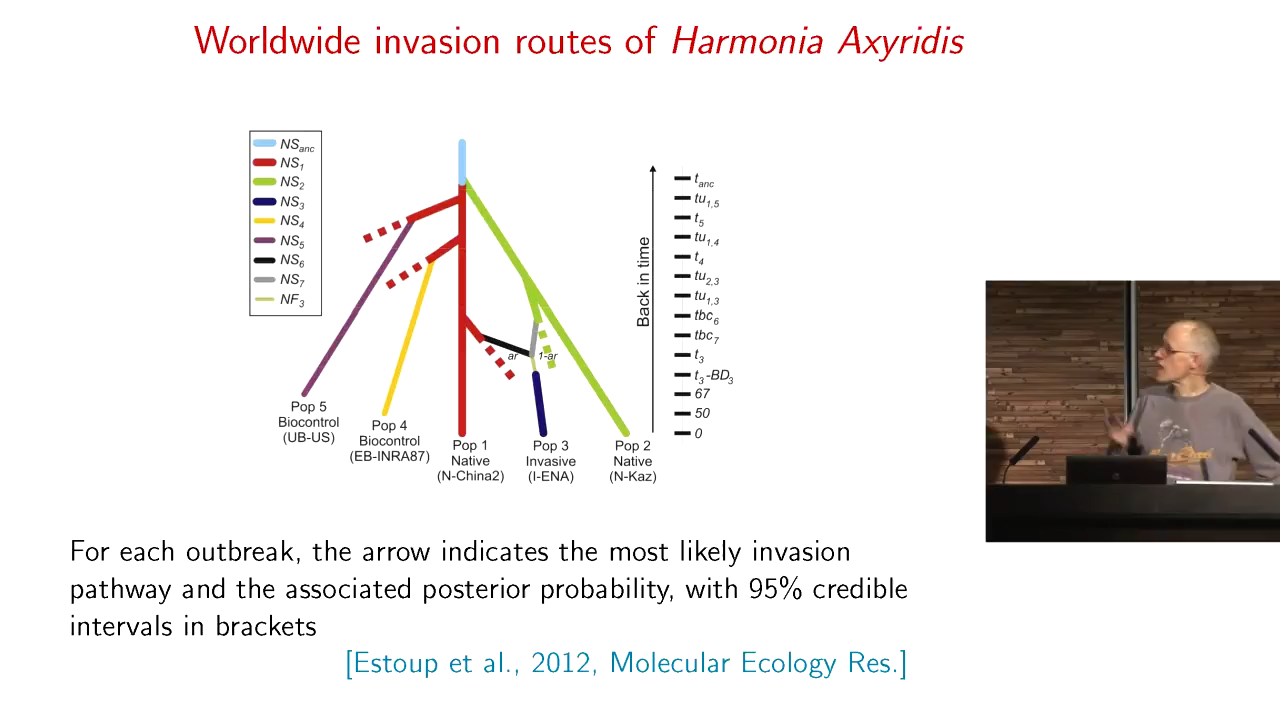 Worldwide invasion routes of Harmonia Axyridis
NSanc
NS1
NS2
NS3
NS4
NS5
NS6
NS7
NF3
Back in time
tanc
tu1,5
t5
tu1,4
t4
tu2,3
tu1,3
tbc6
tbc7
t3
t3-BD3
67
50
0
ar
1-ar
Pop 5
Biocontrol
(UB-US)
Pop 4
Biocontrol
(EB-INRA87)
Pop 1
Native
(N-China2)
Pop 3
Invasive
(I-ENA)
Pop 2
Native
(N-Kaz)
For each outbreak, the arrow indicates the most likely invasion
pathway and the associated posterior probability, with 95% credible
intervals in brackets
[Estoup et al., 2012, Molecular Ecology Res.]